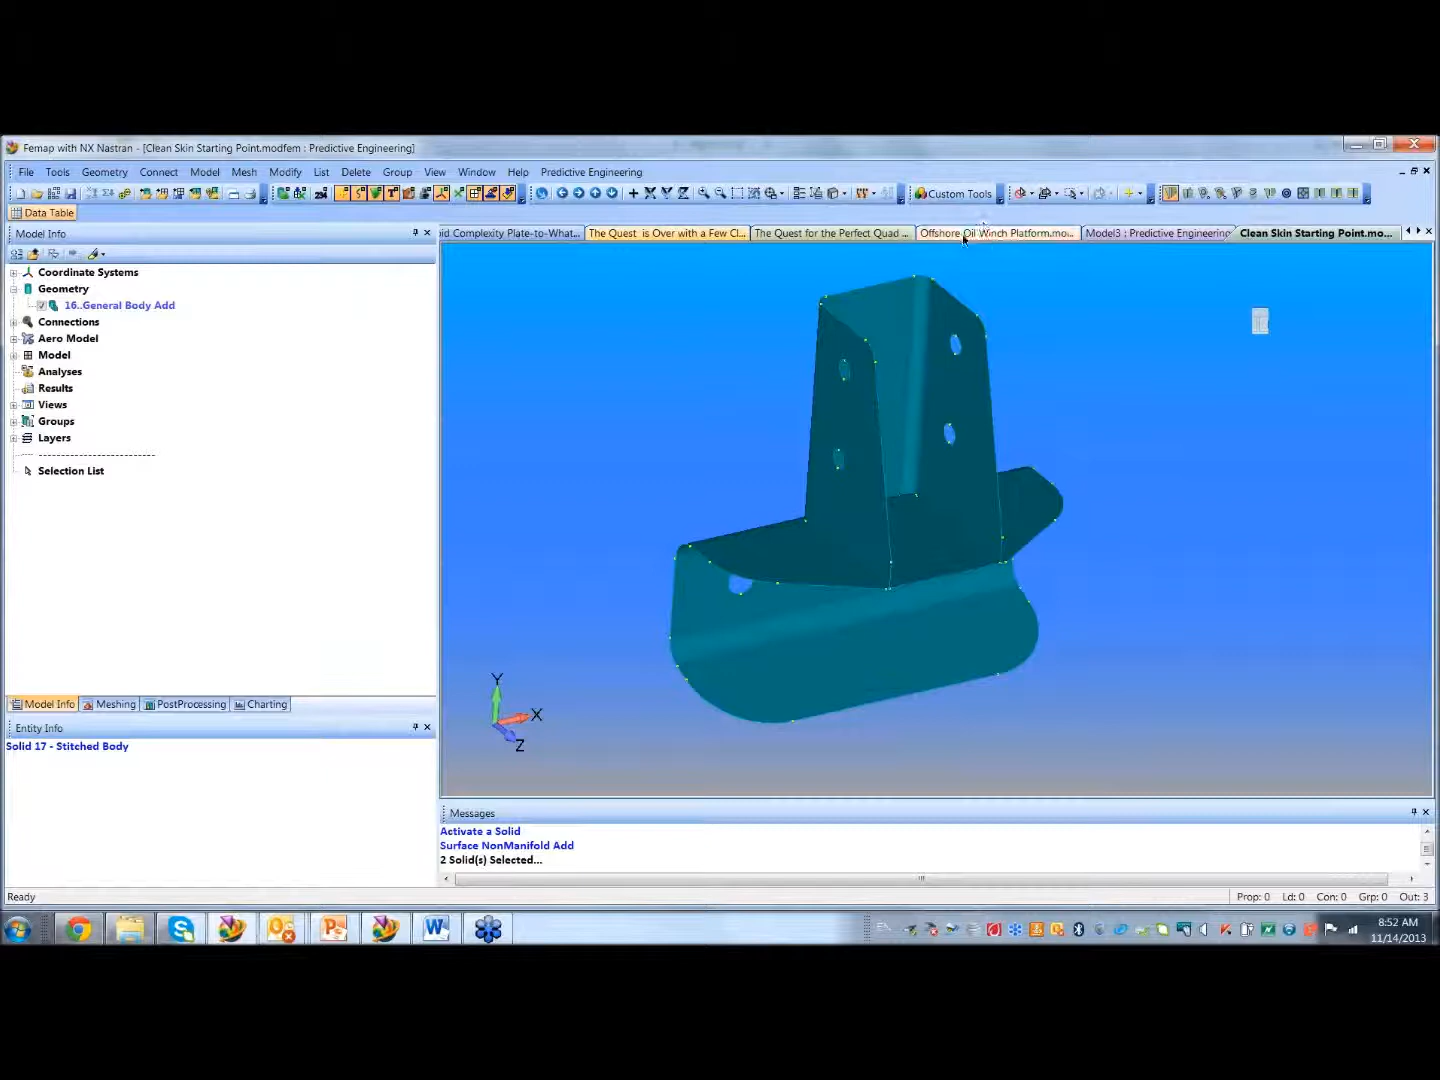 Femap with NX Nastran - [Clean Skin Starting Point.modfem : Predictive Engineering]
File Tools Geometry Connect Model Mesh Modify List Delete Group View Window Help Predictive Engineering
Custom Tools
Data Table
Model Info
oid Complexity Plate-to-What... The Quest is Over with a Few Cl... The Quest for the Perfect Quad ... Offshore Oil Winch Platform.mo... Model3 : Predictive Engineering Clean Skin Starting Point.mo...
Coordinate Systems
Geometry
16..General Body Add
Connections
Aero Model
Model
Analyses
Results
Views
Groups
Layers
Selection List
Y
X
Z
Model Info Meshing PostProcessing Charting
Entity Info
Solid 17 - Stitched Body
Messages
Activate a Solid
Surface NonManifold Add
2 Solid(s) Selected...
Ready
Prop: 0 Ld: 0 Con: 0 Grp: 0 Out: 3
8:52 AM
11/14/2013